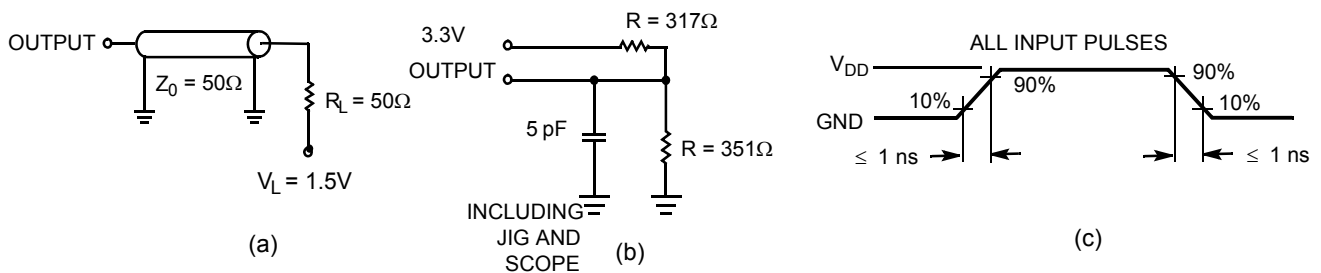 OUTPUT
Z0 = 50Ω
RL = 50Ω
VL = 1.5V
(a)
R = 317Ω
3.3V
OUTPUT
5 pF
R = 351Ω
INCLUDING
JIG AND
SCOPE
(b)
ALL INPUT PULSES
VDD
90%
90%
10%
10%
GND
≤ 1 ns
≤ 1 ns
(c)